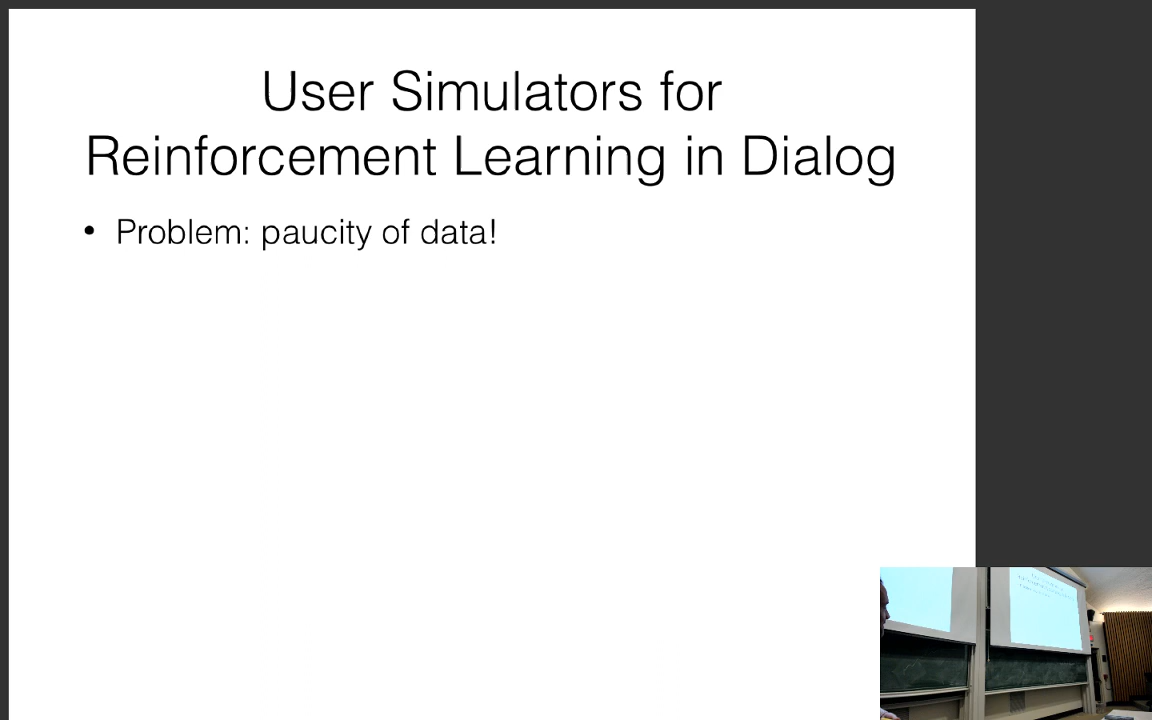 User Simulators for
Reinforcement Learning in Dialog
• Problem: paucity of data!